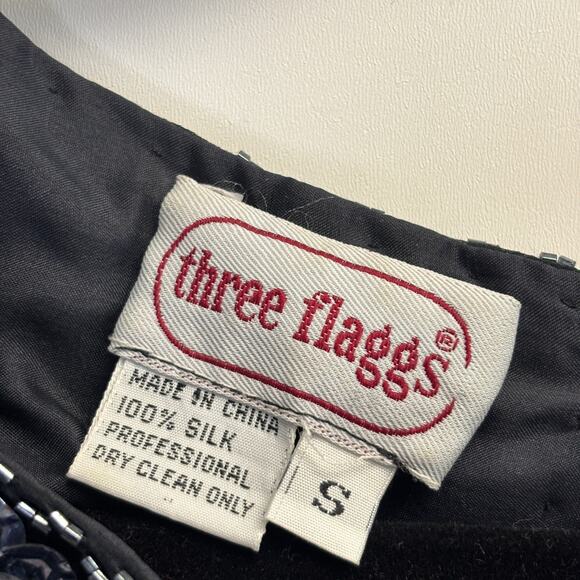 three flaggs®
MADE IN CHINA
100% SILK
PROFESSIONAL
DRY CLEAN ONLY
S